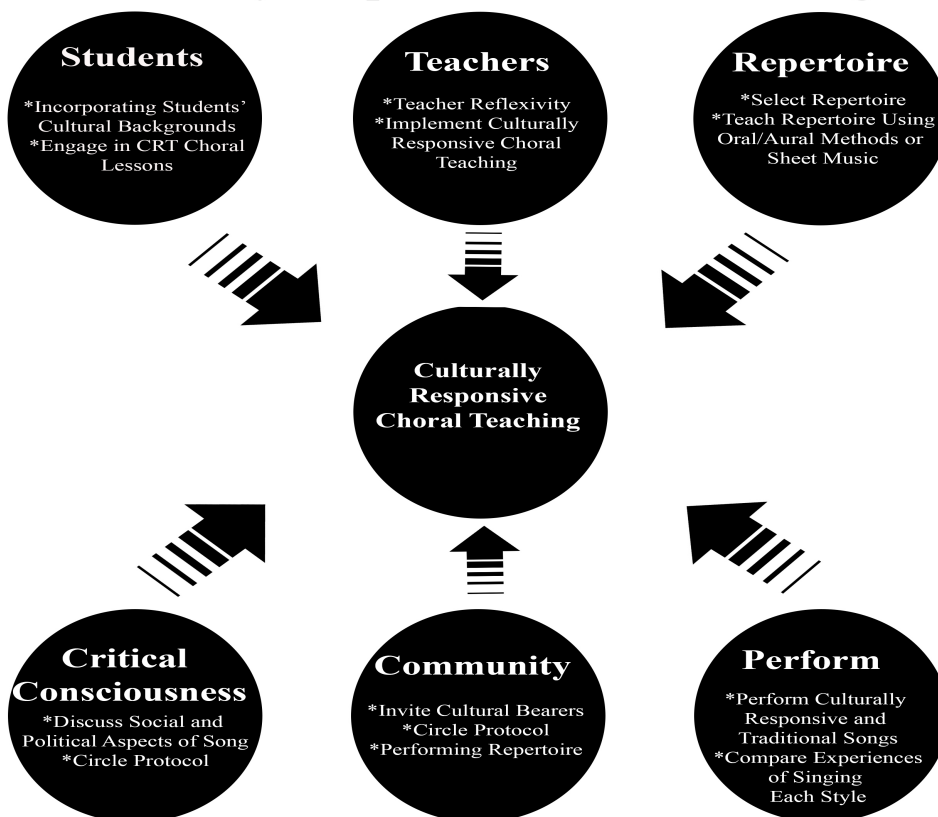 Students
*Incorporating Students'
Cultural Backgrounds
*Engage in CRT Choral
Lessons
Teachers
*Teacher Reflexivity
*Implement Culturally
Responsive Choral
Teaching
Repertoire
*Select Repertoire
*Teach Repertoire Using
Oral/Aural Methods or
Sheet Music
Culturally
Responsive
Choral Teaching
Critical
Consciousness
*Discuss Social and
Political Aspects of Song
*Circle Protocol
Community
*Invite Cultural Bearers
*Circle Protocol
*Performing Repertoire
Perform
*Perform Culturally
Responsive and
Traditional Songs
*Compare Experiences
of Singing
Each Style